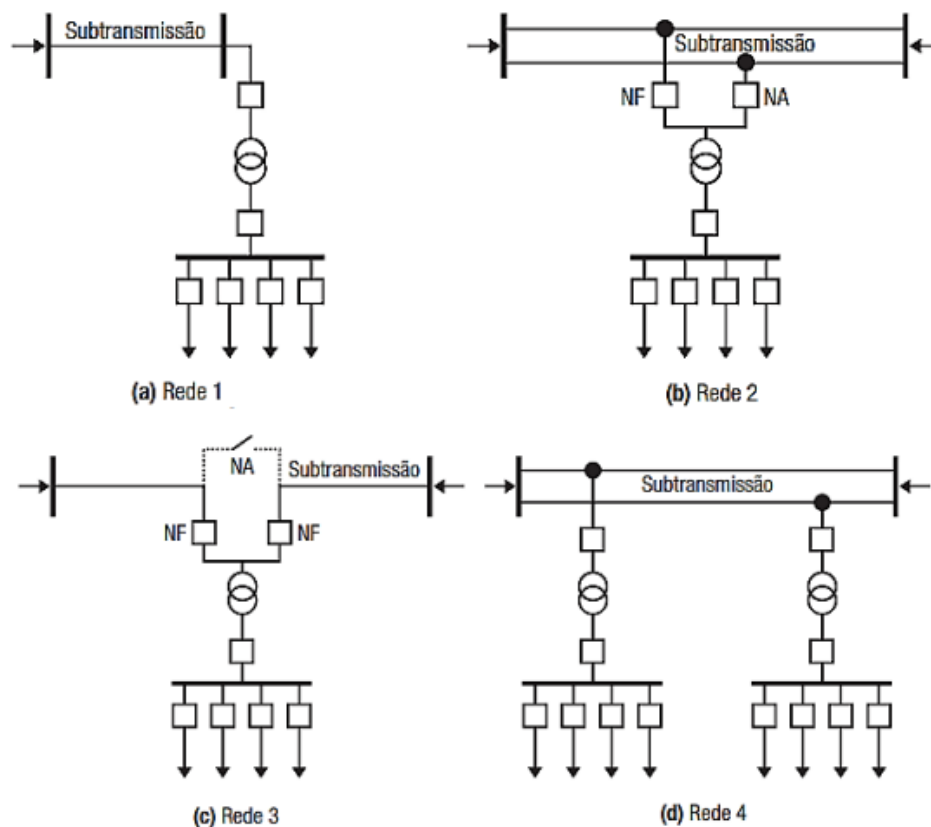 Subtransmissão
Subtransmissão
NF
NA
(a) Rede 1
(b) Rede 2
NA
Subtransmissão
NF
NF
Subtransmissão
(c) Rede 3
(d) Rede 4